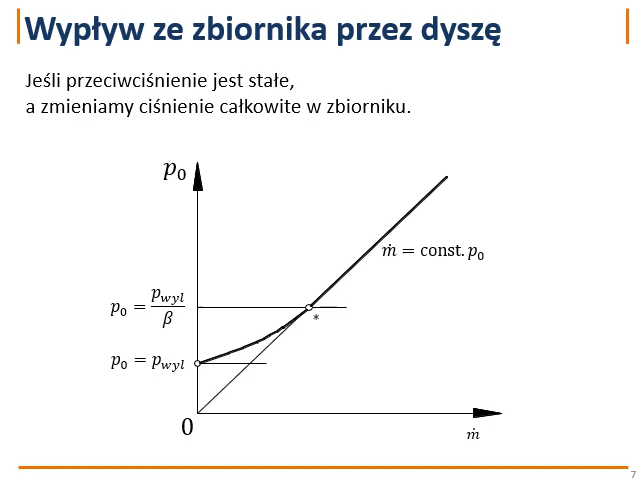 Wypływ ze zbiornika przez dyszę
Jeśli przeciwciśnienie jest stałe,
a zmieniamy ciśnienie całkowite w zbiorniku.
p₀
ṁ = const. p₀
p₀ = p_wyl / β
*
p₀ = p_wyl
0
ṁ
7